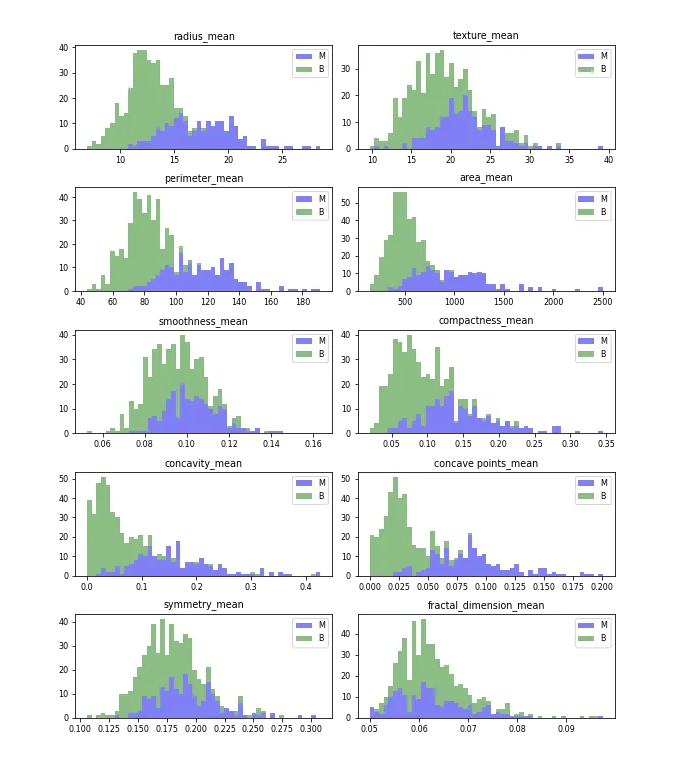 radius_mean
40
30
20
10
0
10 15 20 25
M
B
texture_mean
30
20
10
0
10 15 20 25 30 35 40
M
B
perimeter_mean
40
30
20
10
0
40 60 80 100 120 140 160 180
M
B
area_mean
50
40
30
20
10
0
500 1000 1500 2000 2500
M
B
smoothness_mean
40
30
20
10
0
0.06 0.08 0.10 0.12 0.14 0.16
M
B
compactness_mean
40
30
20
10
0
0.05 0.10 0.15 0.20 0.25 0.30 0.35
M
B
concavity_mean
50
40
30
20
10
0
0.0 0.1 0.2 0.3 0.4
M
B
concave points_mean
50
40
30
20
10
0
0.000 0.025 0.050 0.075 0.100 0.125 0.150 0.175 0.200
M
B
symmetry_mean
40
30
20
10
0
0.100 0.125 0.150 0.175 0.200 0.225 0.250 0.275 0.300
M
B
fractal_dimension_mean
40
30
20
10
0
0.05 0.06 0.07 0.08 0.09
M
B